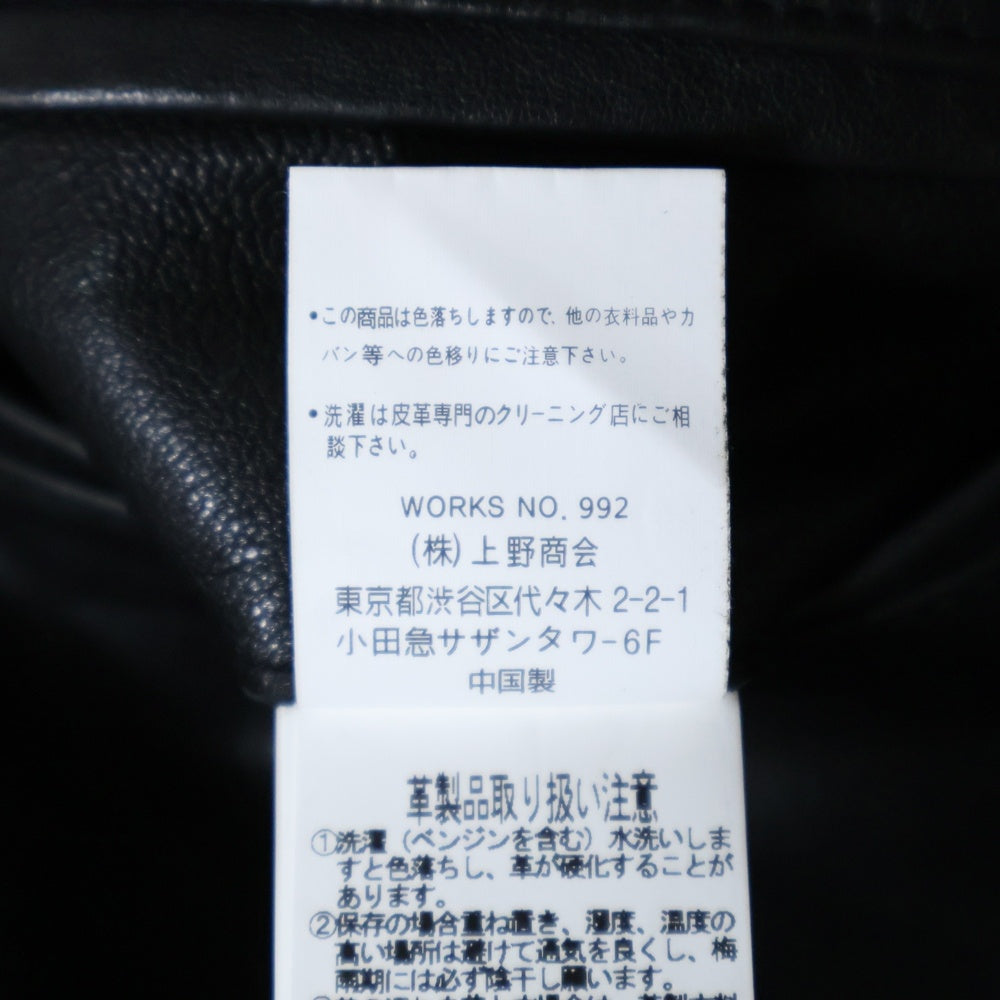 •この商品は色落ちしますので、他の衣料品やカ
バン等への色移りにご注意下さい。
•洗濯は皮革専門のクリーニング店にご相
談下さい。
WORKS NO. 992
(株)上野商会
東京都渋谷区代々木 2-2-1
小田急サザンタワー6F
中国製
革製品取り扱い注意
①洗濯（ベンジンを含む）水洗いしま
すと色落ちし、革が硬化することが
あります。
②保存の場合重ね置き、湿度、温度の
高い場所は避けて通気を良くし、梅
雨期には必ず陰干し願います。